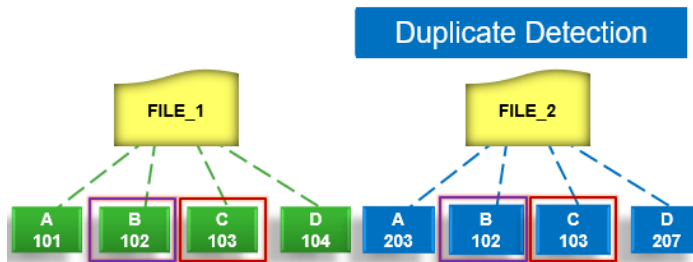 Duplicate Detection
FILE_1
FILE_2
A
101
B
102
C
103
D
104
A
203
B
102
C
103
D
207